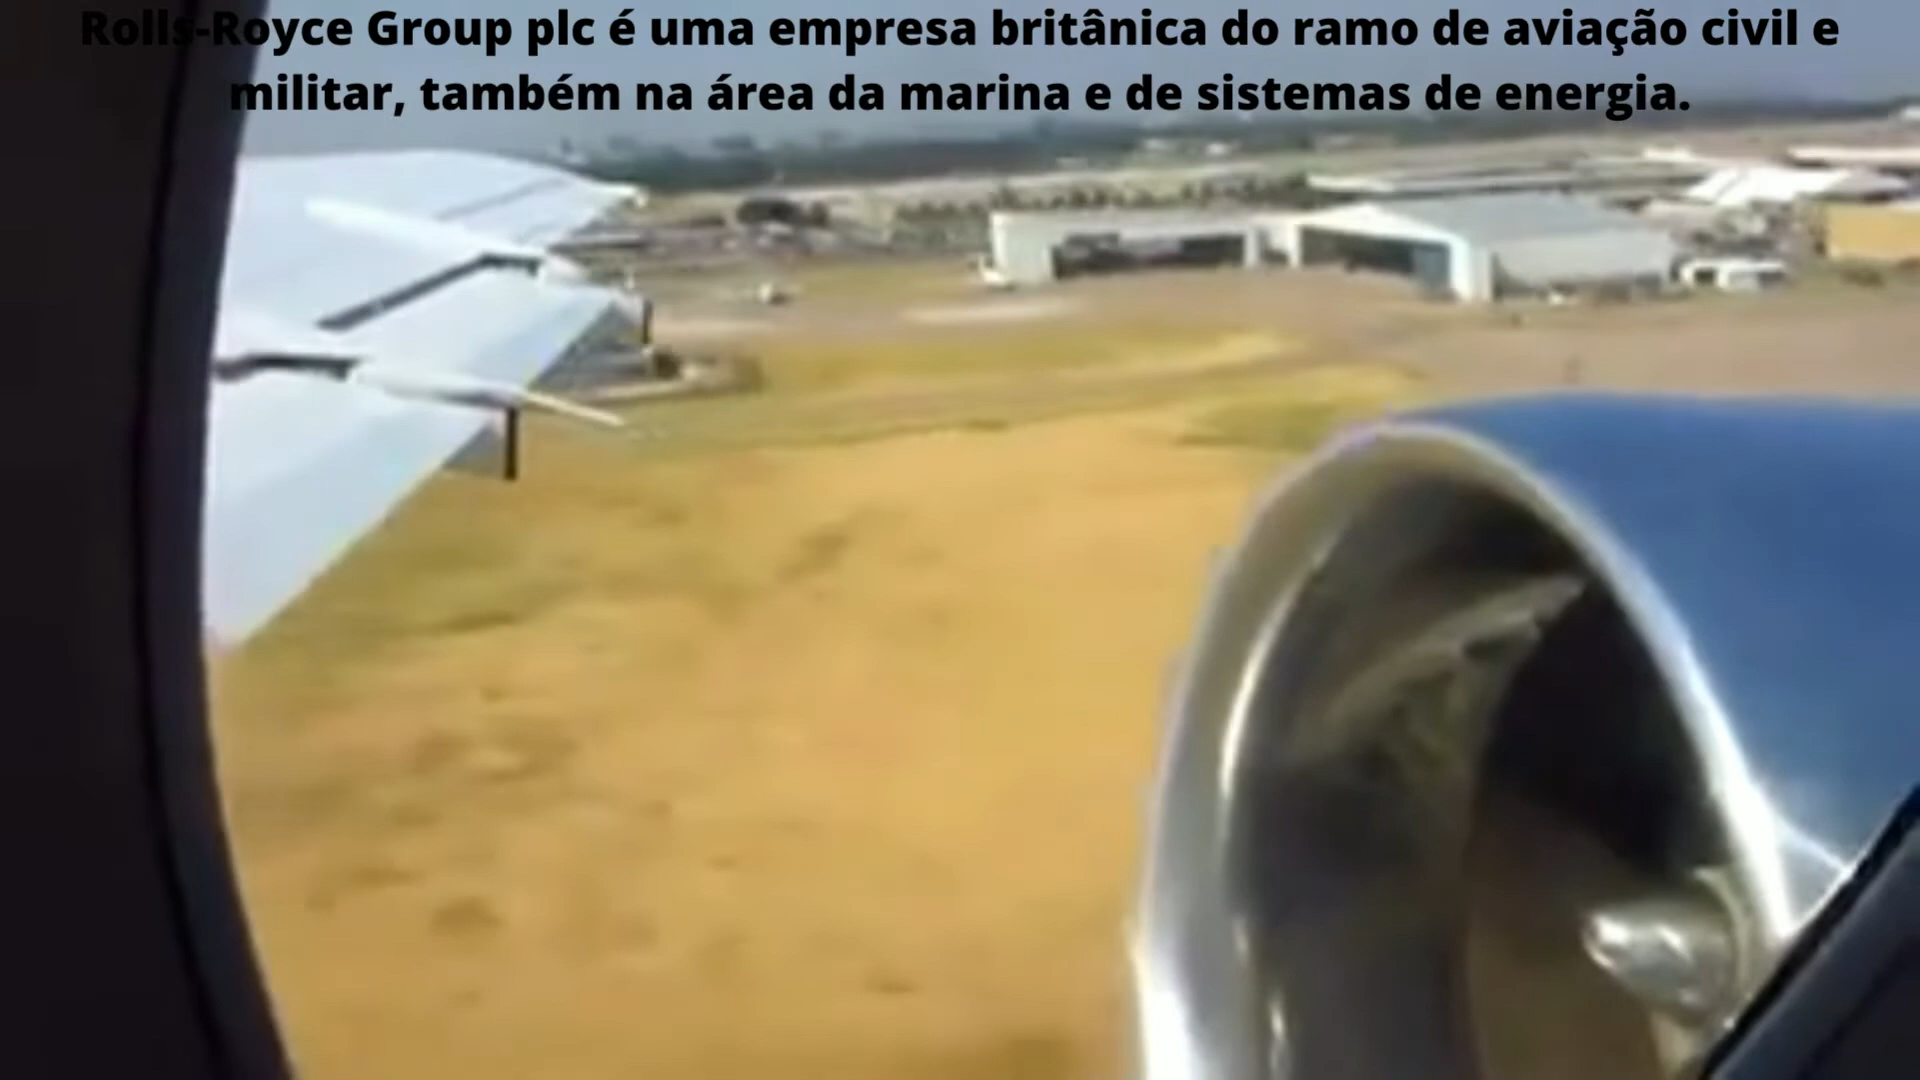 Rolls-Royce Group plc é uma empresa britânica do ramo de aviação civil e
militar, também na área da marina e de sistemas de energia.